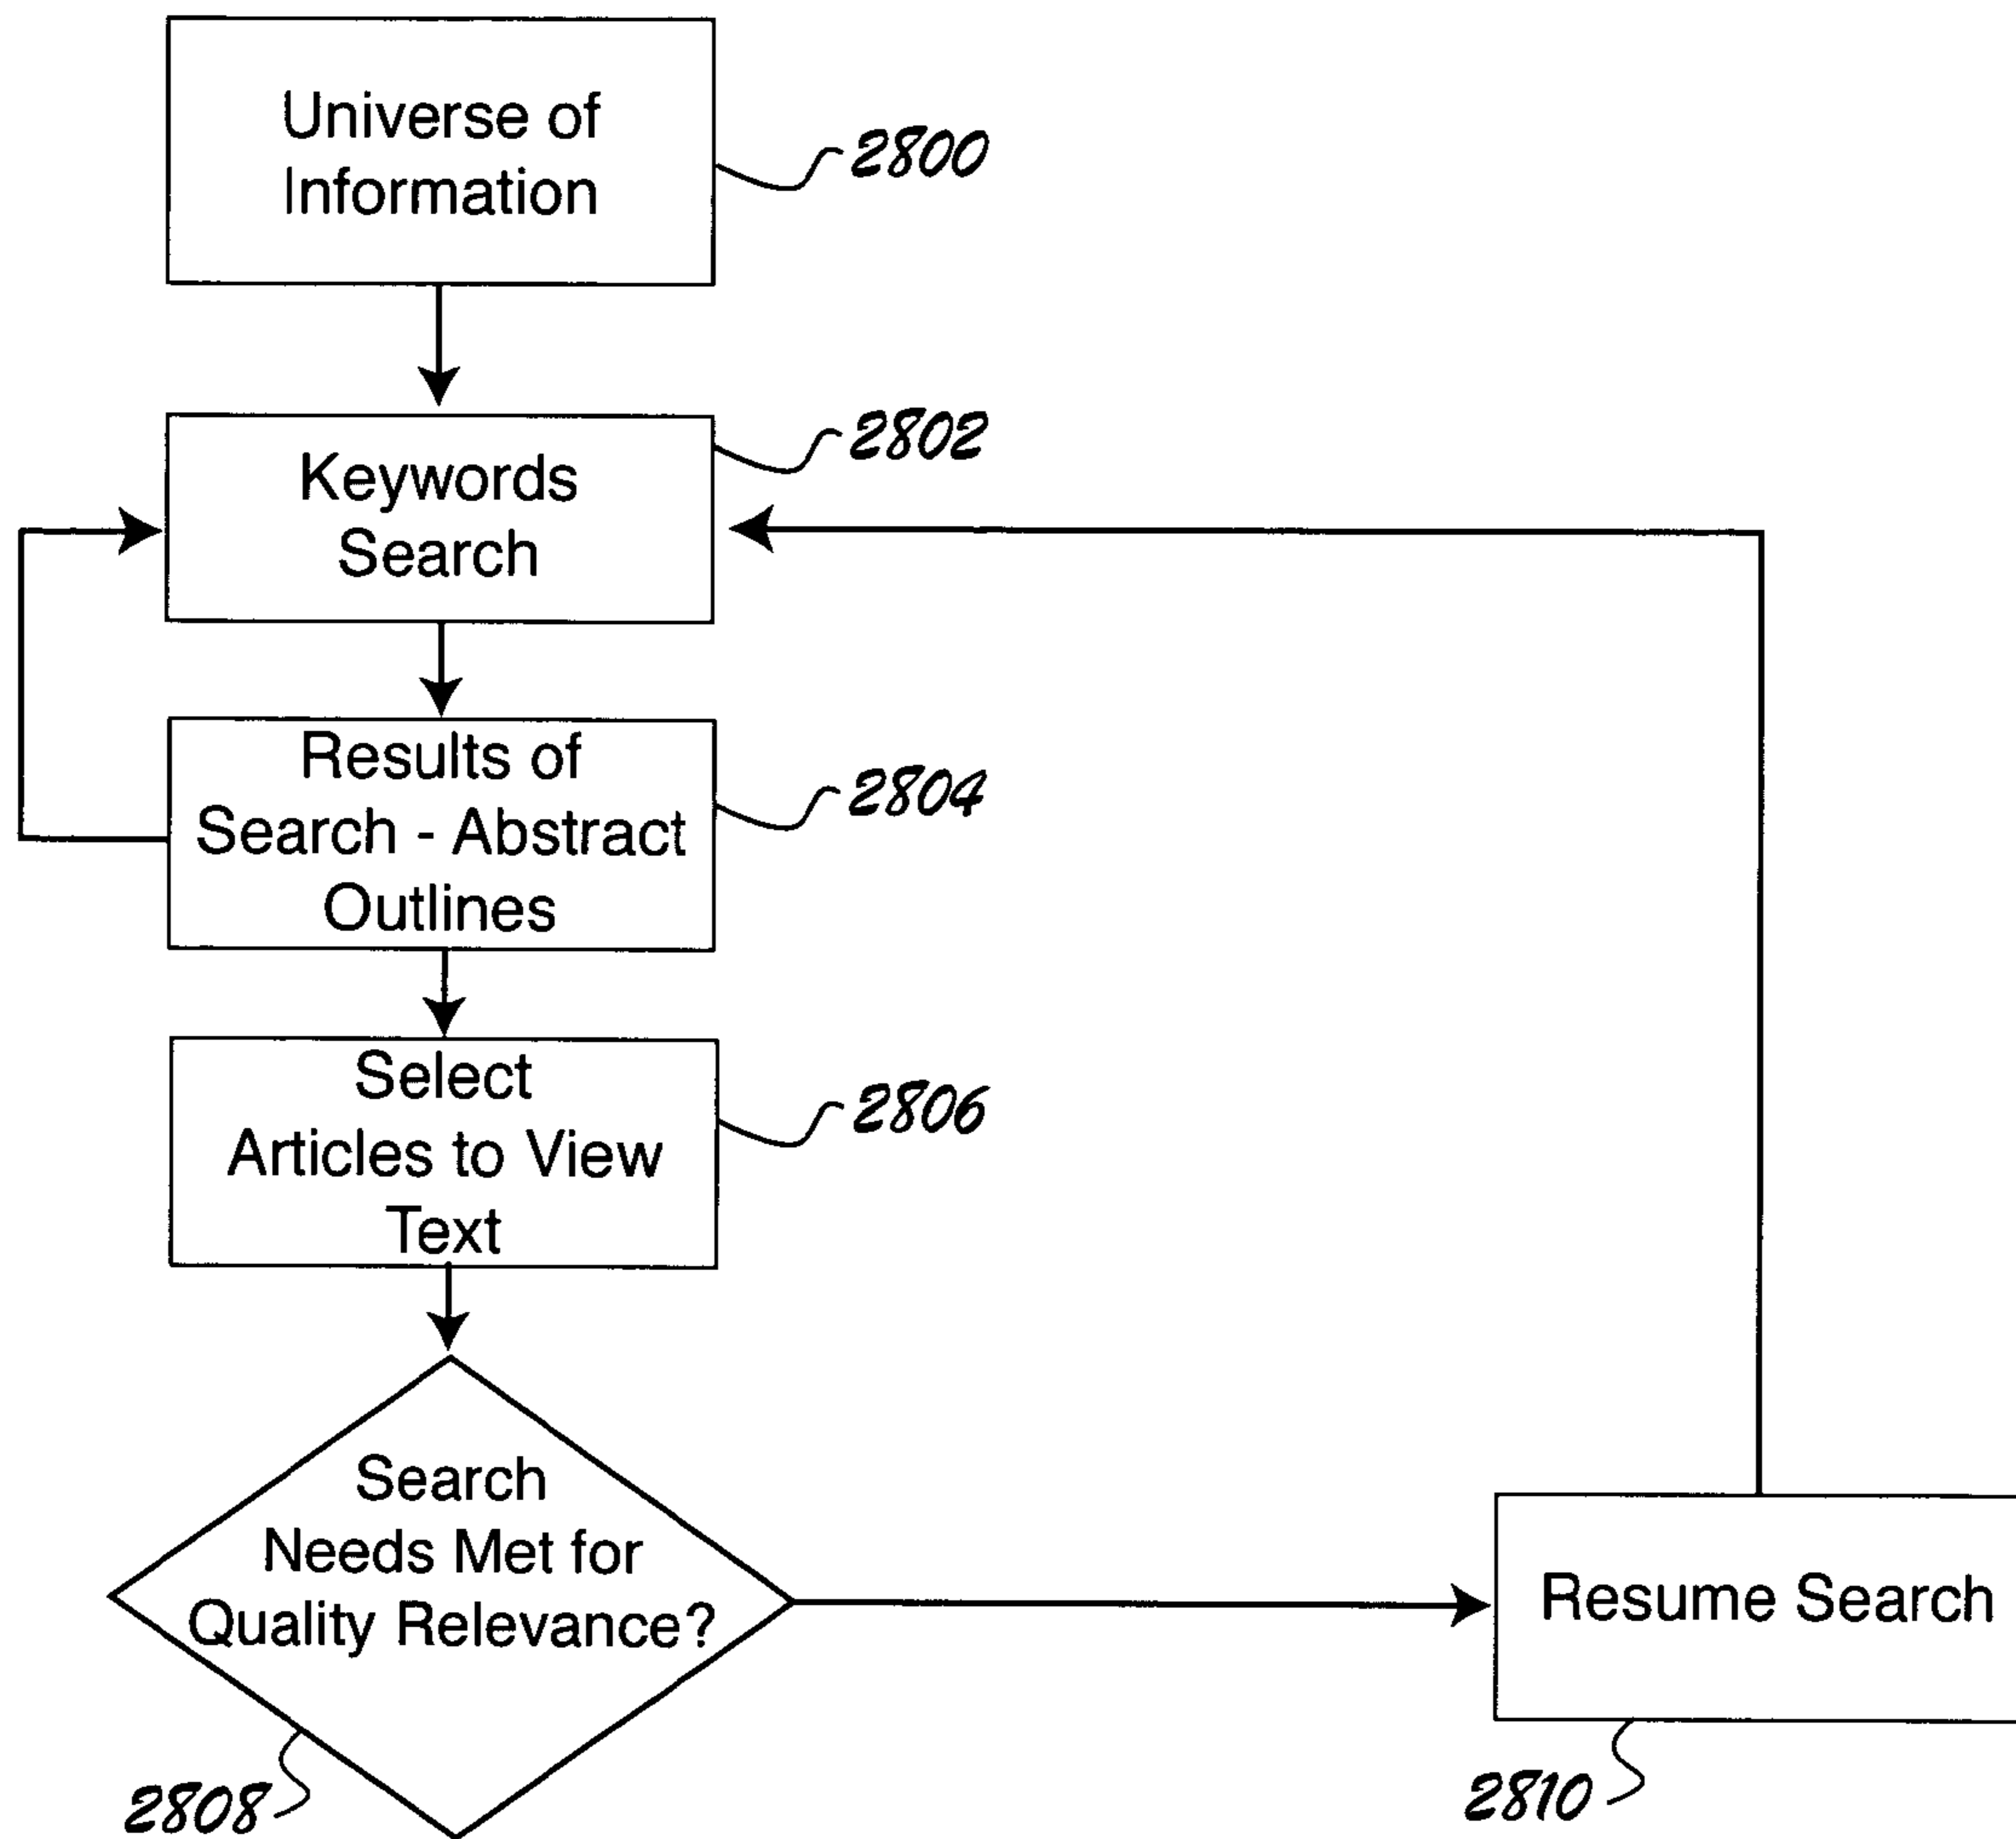 Universe of
Information
2800
Keywords
Search
2802
Results of
Search - Abstract
Outlines
2804
Select
Articles to View
Text
2806
Search
Needs Met for
Quality Relevance?
2808
Resume Search
2810